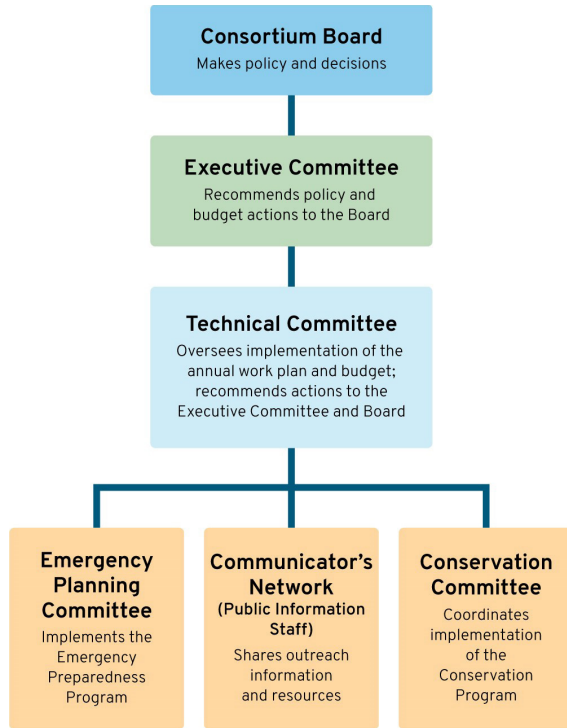 Consortium Board
Makes policy and decisions
Executive Committee
Recommends policy and
budget actions to the Board
Technical Committee
Oversees implementation of the
annual work plan and budget;
recommends actions to the
Executive Committee and Board
Emergency
Planning
Committee
Implements the
Emergency
Preparedness
Program
Communicator’s
Network
(Public Information
Staff)
Shares outreach
information
and resources
Conservation
Committee
Coordinates
implementation
of the
Conservation
Program